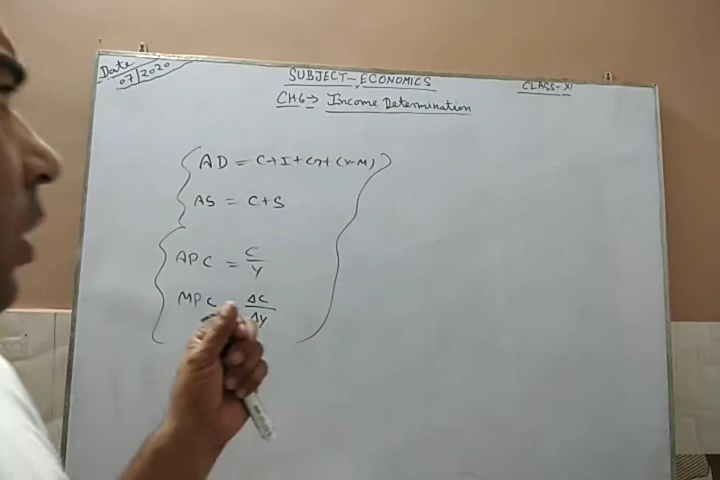 Date
07/2020
SUBJECT-ECONOMICS
CLASS-XI
CH6→ Income Determination
AD = C+I+G+(X-M)
AS = C+S
APC = C/Y
MPC = ΔC/ΔY